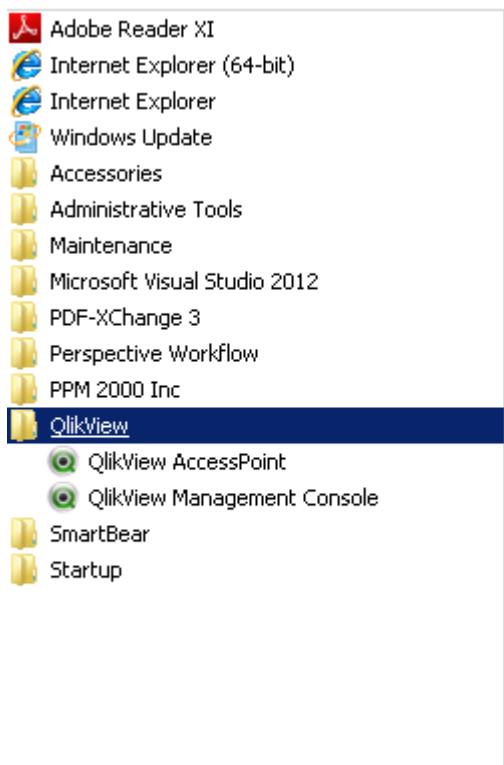 Adobe Reader XI
Internet Explorer (64-bit)
Internet Explorer
Windows Update
Accessories
Administrative Tools
Maintenance
Microsoft Visual Studio 2012
PDF-XChange 3
Perspective Workflow
PPM 2000 Inc
QlikView
QlikView AccessPoint
QlikView Management Console
SmartBear
Startup